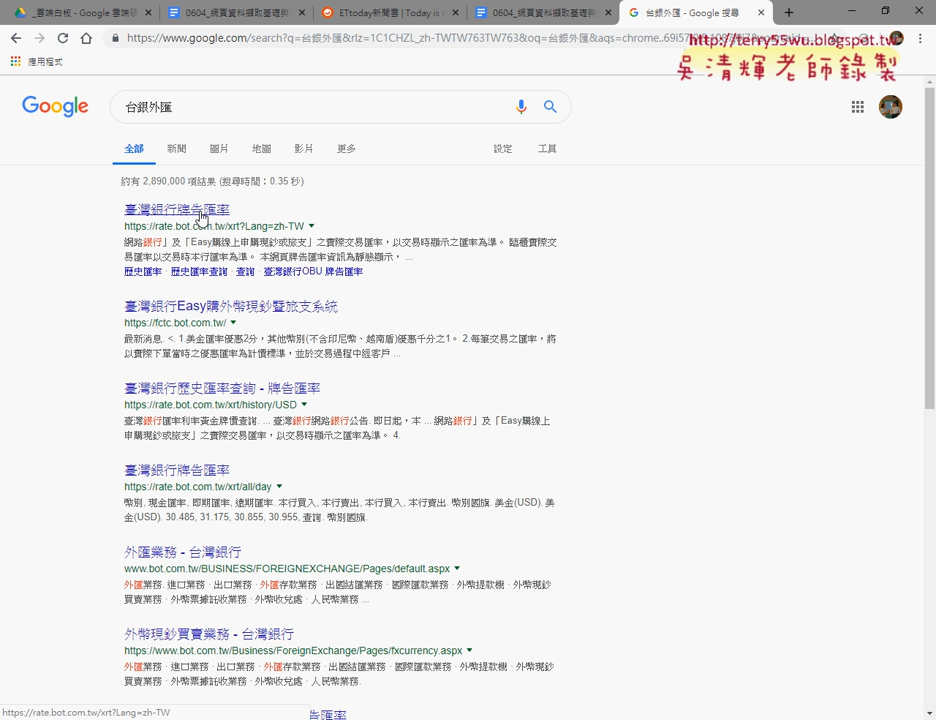 _雲端白板 - Google 雲端硬
0604_網頁資料擷取基礎與
ETtoday新聞雲 | Today is
0604_網頁資料擷取基礎與
台銀外匯 - Google 搜尋
https://www.google.com/search?q=台銀外匯&rlz=1C1CHZL_zh-TWTW763TW763&oq=台銀外匯&aqs=chrome..69i57
http://terry55wu.blogspot.tw
應用程式
吳清輝老師錄製
Google
台銀外匯
全部 新聞 圖片 地圖 影片 更多 設定 工具
約有 2,890,000 項結果 (搜尋時間：0.35 秒)
臺灣銀行牌告匯率
https://rate.bot.com.tw/xrt?Lang=zh-TW
網路銀行」及「Easy購線上申購現鈔或旅支」之實際交易匯率，以交易時顯示之匯率為準。 臨櫃實際交
易匯率以交易時本行匯率為準。 本網頁牌告匯率資訊為靜態顯示， ...
歷史匯率 · 歷史匯率查詢 · 查詢 · 臺灣銀行OBU 牌告匯率
臺灣銀行Easy購外幣現鈔暨旅支系統
https://fctc.bot.com.tw/
最新消息. <. 1.美金匯率優惠2分，其他幣別(不含印尼幣、越南盾)優惠千分之1。 2.每筆交易之匯率，將
以實際下單當時之優惠匯率為計價標準，並於交易過程中經客戶 ...
臺灣銀行歷史匯率查詢 - 牌告匯率
https://rate.bot.com.tw/xrt/history/USD
臺灣銀行匯率利率黃金牌價查詢. ... 臺灣銀行網路銀行公告. 即日起，本 ... 網路銀行」及「Easy購線上
申購現鈔或旅支」之實際交易匯率，以交易時顯示之匯率為準。 4.
臺灣銀行牌告匯率
https://rate.bot.com.tw/xrt/all/day
幣別, 現金匯率, 即期匯率, 遠期匯率. 本行買入, 本行賣出, 本行買入, 本行賣出. 幣別國旗. 美金(USD). 美
金(USD). 30.485, 31.175, 30.855, 30.955, 查詢. 幣別國旗.
外匯業務 - 台灣銀行
www.bot.com.tw/BUSINESS/FOREIGNEXCHANGE/Pages/default.aspx
外匯業務. 進口業務 · 出口業務 · 外匯存款業務 · 出國結匯業務 · 國際匯款業務 · 外幣提款機 · 外幣現鈔
買賣業務 · 外幣票據託收業務 · 外幣收兌處 · 人民幣業務 ...
外幣現鈔買賣業務 - 台灣銀行
https://www.bot.com.tw/Business/ForeignExchange/Pages/fxcurrency.aspx
外匯業務 · 進口業務 · 出口業務 · 外匯存款業務 · 出國結匯業務 · 國際匯款業務 · 外幣提款機 · 外幣現鈔
買賣業務 · 外幣票據託收業務 · 外幣收兌處 · 人民幣業務.
https://rate.bot.com.tw/xrt?Lang=zh-TW
告匯率